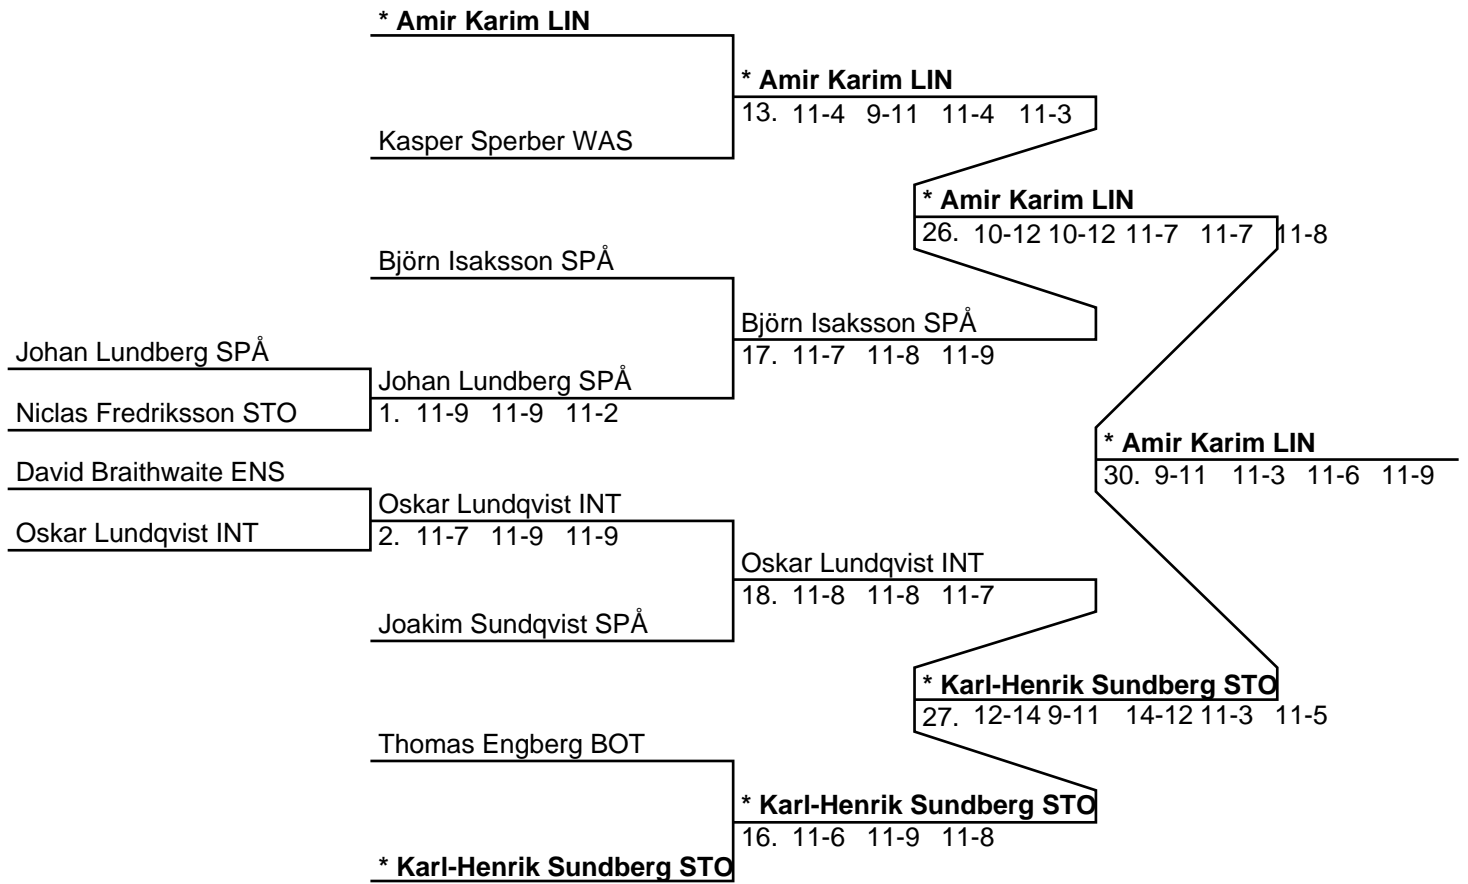 * Amir Karim LIN
* Amir Karim LIN
13. 11-4 9-11 11-4 11-3
Kasper Sperber WAS
* Amir Karim LIN
26. 10-12 10-12 11-7 11-7 11-8
Björn Isaksson SPÅ
Björn Isaksson SPÅ
17. 11-7 11-8 11-9
Johan Lundberg SPÅ
Johan Lundberg SPÅ
1. 11-9 11-9 11-2
Niclas Fredriksson STO
* Amir Karim LIN
30. 9-11 11-3 11-6 11-9
David Braithwaite ENS
Oskar Lundqvist INT
2. 11-7 11-9 11-9
Oskar Lundqvist INT
Oskar Lundqvist INT
18. 11-8 11-8 11-7
Joakim Sundqvist SPÅ
* Karl-Henrik Sundberg STO
27. 12-14 9-11 14-12 11-3 11-5
Thomas Engberg BOT
* Karl-Henrik Sundberg STO
16. 11-6 11-9 11-8
* Karl-Henrik Sundberg STO